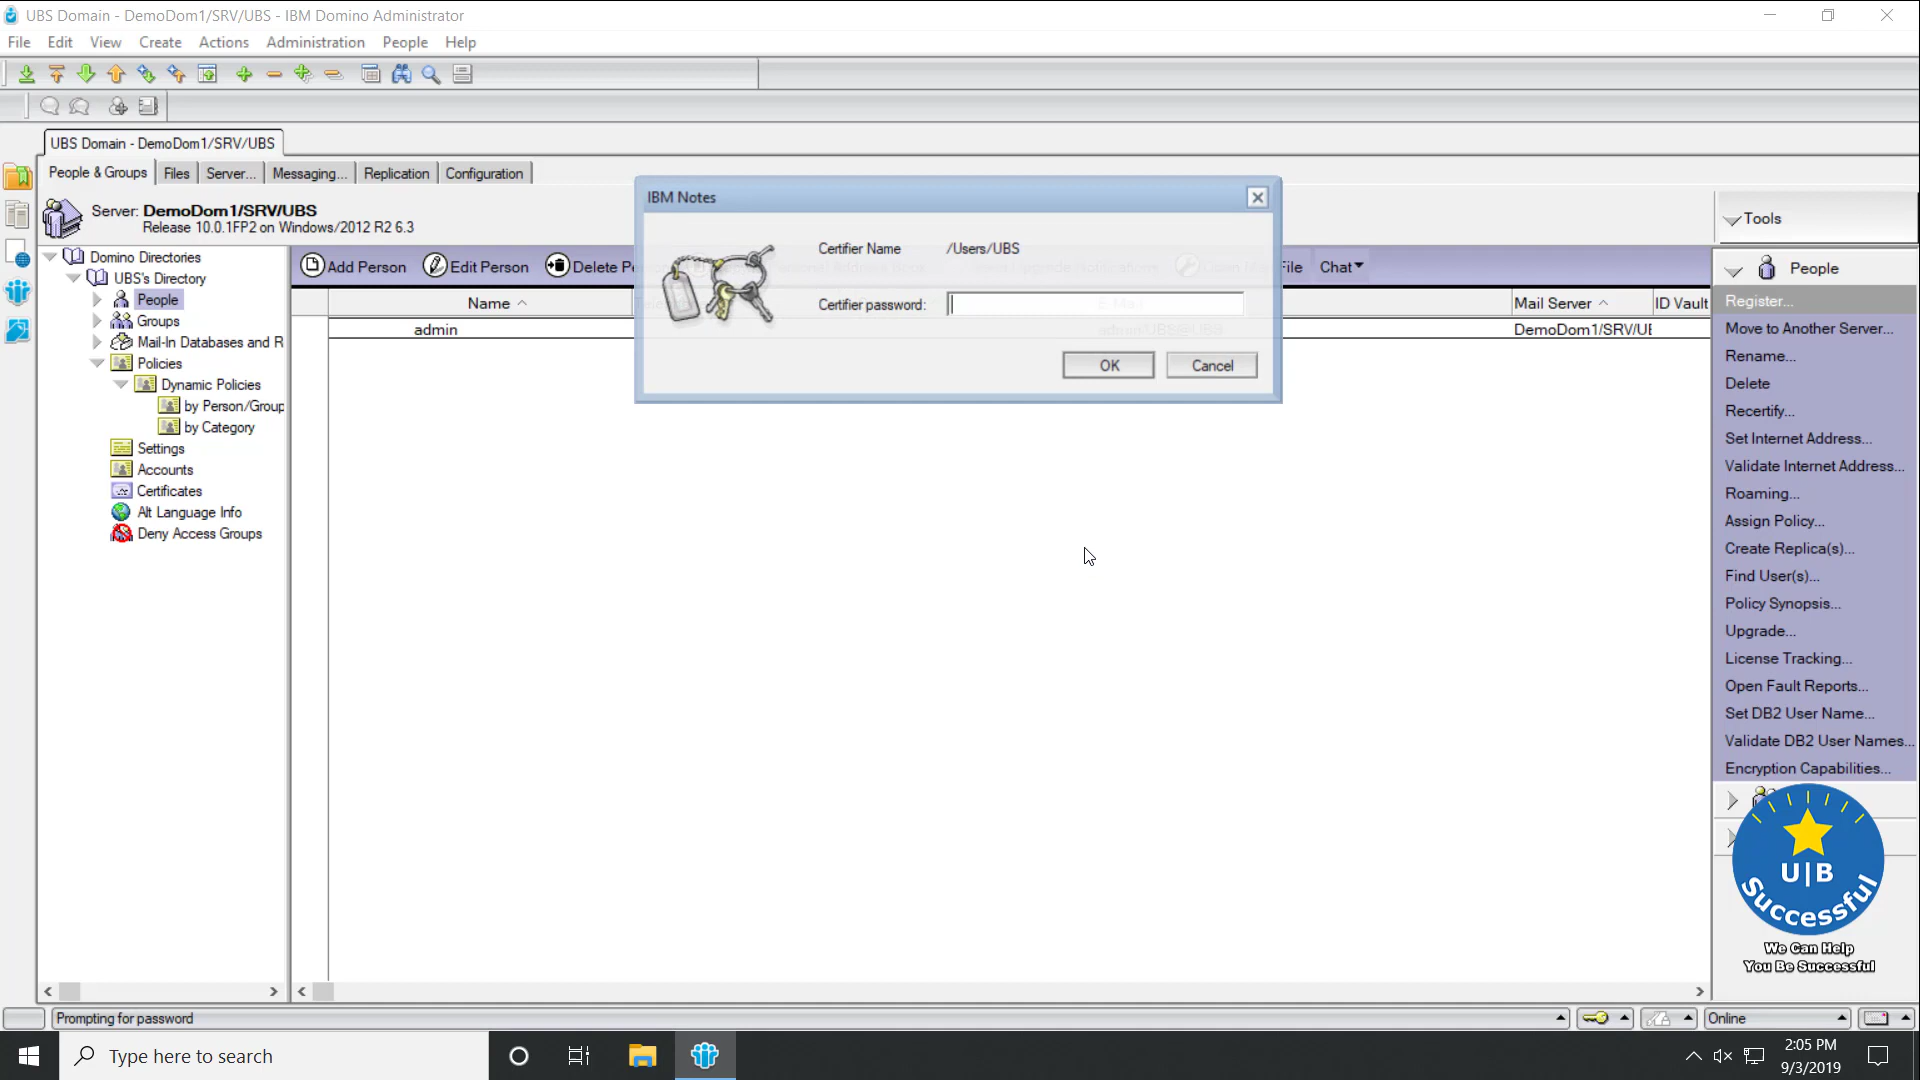 UBS Domain - DemoDom1/SRV/UBS - IBM Domino Administrator
File Edit View Create Actions Administration People Help
UBS Domain - DemoDom1/SRV/UBS
People & Groups Files Server... Messaging... Replication Configuration
Server: DemoDom1/SRV/UBS
Release 10.0.1FP2 on Windows/2012 R2 6.3
Tools
Domino Directories
UBS's Directory
People
Groups
Mail-In Databases and R
Policies
Dynamic Policies
by Person/Group
by Category
Settings
Accounts
Certificates
Alt Language Info
Deny Access Groups
Add Person Edit Person Delete Pe
File Chat
Name
E-Mail
Mail Server
ID Vault
admin
admin/UBS@UBS
DemoDom1/SRV/UE
IBM Notes
Certifier Name /Users/UBS
Certifier password:
OK Cancel
People
Register...
Move to Another Server...
Rename...
Delete
Recertify...
Set Internet Address...
Validate Internet Address...
Roaming...
Assign Policy...
Create Replica(s)...
Find User(s)...
Policy Synopsis...
Upgrade...
License Tracking...
Open Fault Reports...
Set DB2 User Name...
Validate DB2 User Names...
Encryption Capabilities...
U|B
Successful
We Can Help
You Be Successful
Prompting for password
Online
Type here to search
2:05 PM
9/3/2019